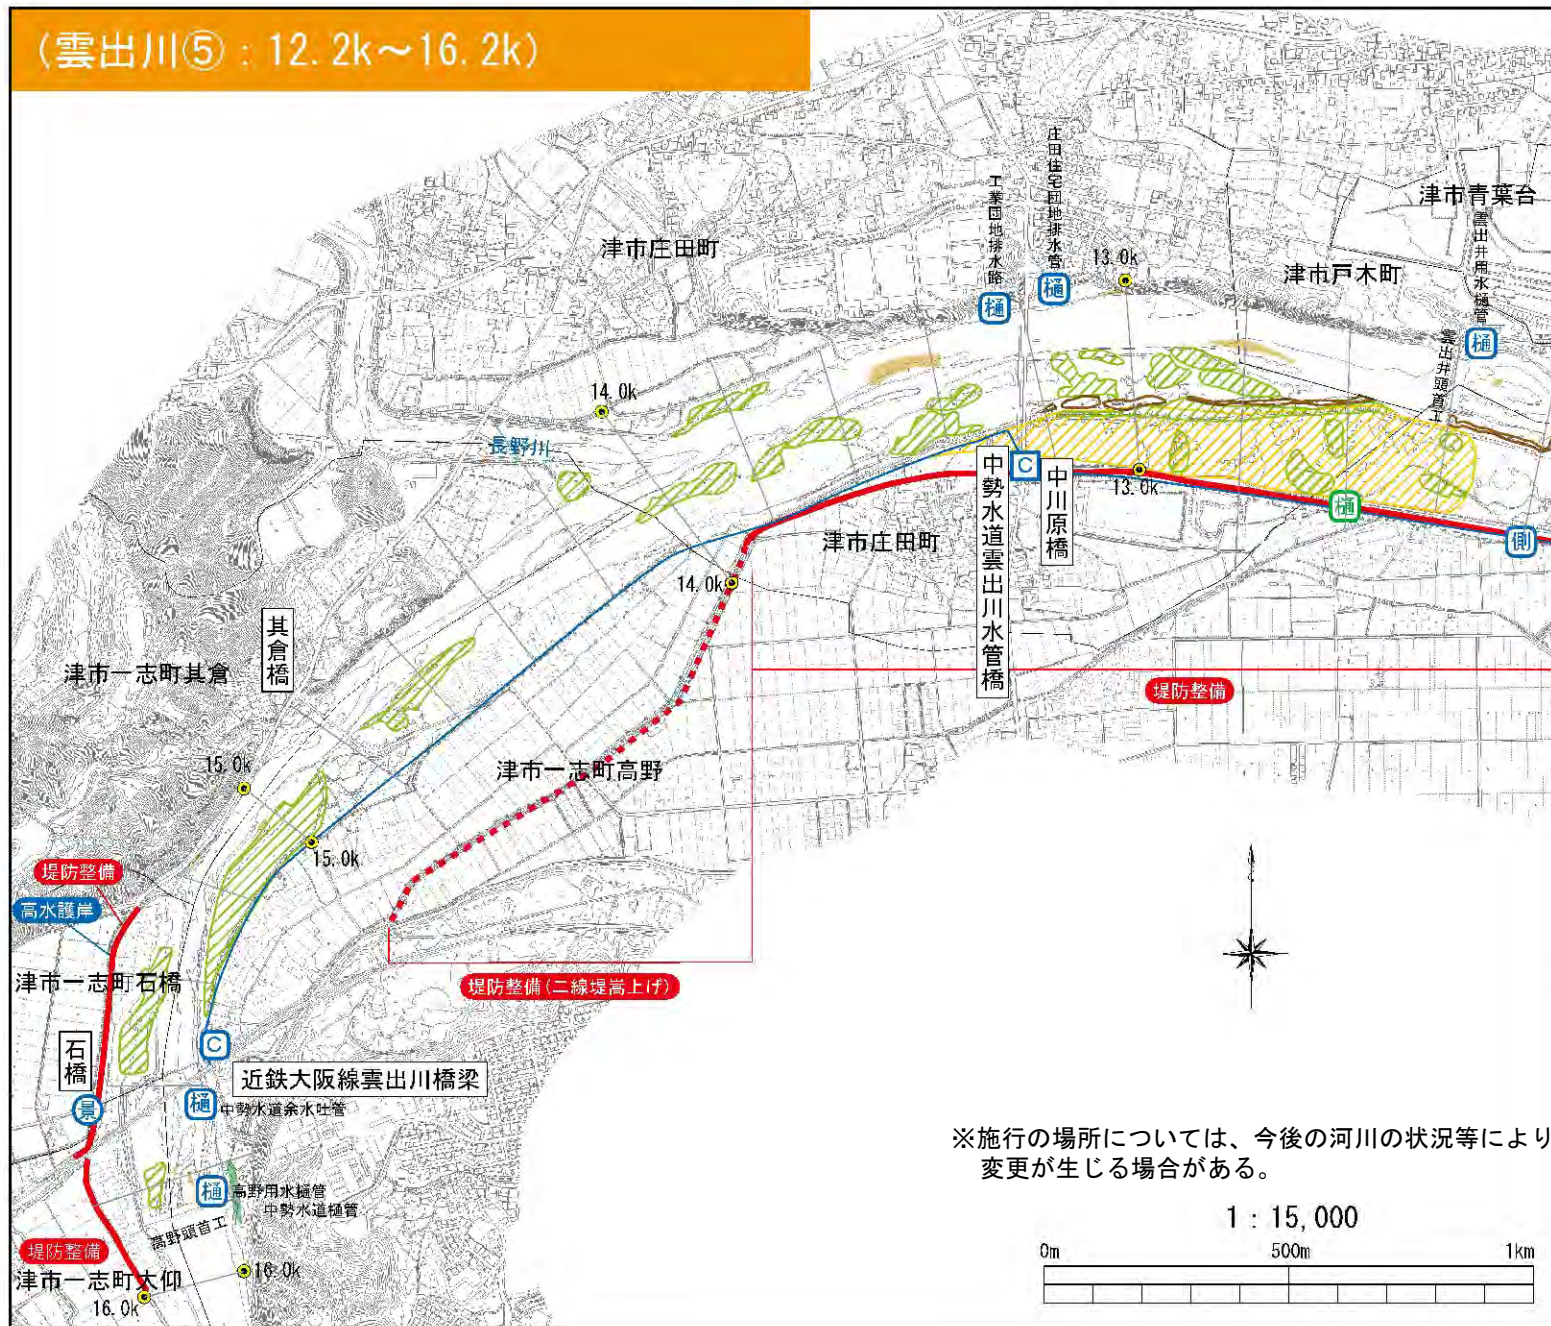 (雲出川⑤：12.2k～16.2k)
庄田住宅団地排水管
工業団地排水路
津市青葉台
雲出井用水樋管
津市庄田町
13.0k
津市戸木町
樋
樋
樋
雲出井頭首工
14.0k
長野川
中勢水道雲出川水管橋
C
中川原橋
13.0k
樋
側
津市庄田町
14.0k
其倉橋
津市一志町其倉
堤防整備
15.0k
津市一志町高野
15.0k
堤防整備
高水護岸
津市一志町石橋
堤防整備(二線堤嵩上げ)
石橋
C
近鉄大阪線雲出川橋梁
景
樋
中勢水道余水吐管
樋
高野用水樋管
中勢水道樋管
高野頭首工
堤防整備
津市一志町大仰
16.0k
16.0k
※施行の場所については、今後の河川の状況等により
変更が生じる場合がある。
1：15,000
0m 500m 1km